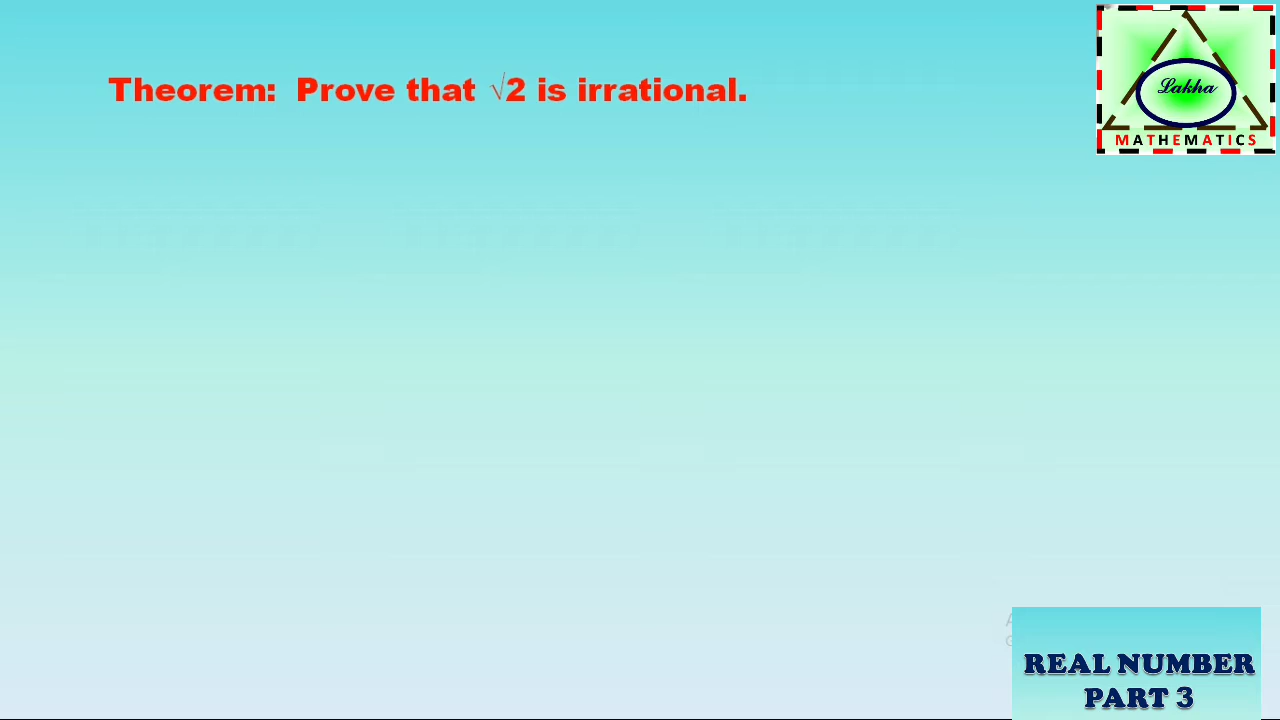 Theorem: Prove that √2 is irrational.
Lakha
MATHEMATICS
REAL NUMBER
PART 3